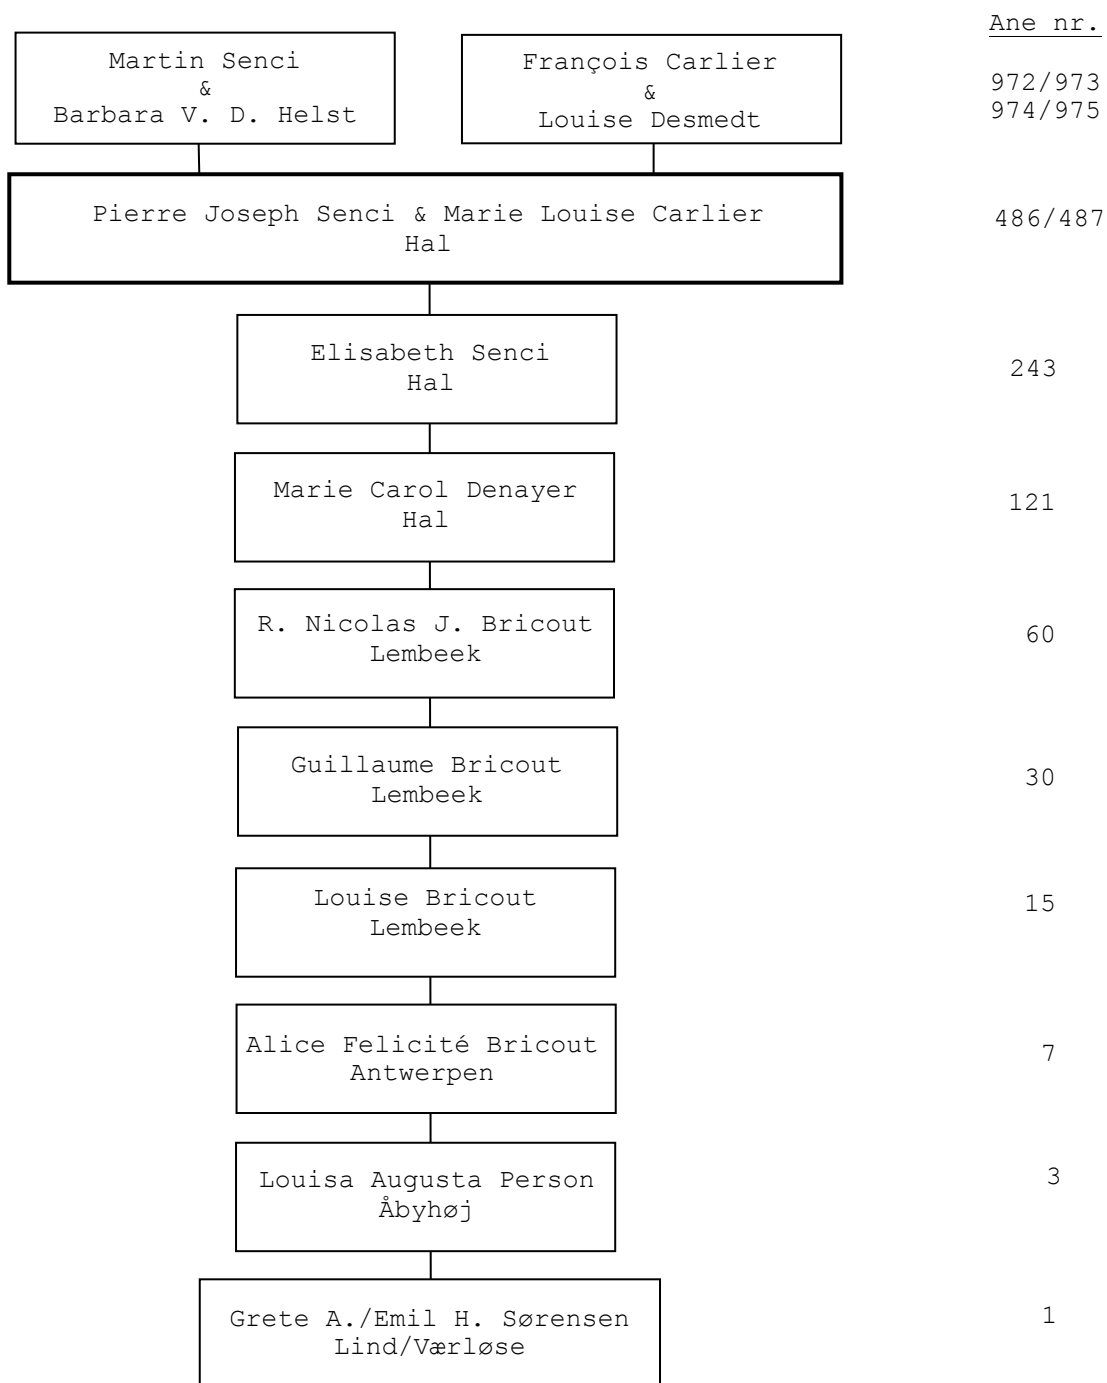 Ane nr.
Martin Senci
&
Barbara V. D. Helst
François Carlier
&
Louise Desmedt
972/973
974/975
Pierre Joseph Senci & Marie Louise Carlier
Hal
486/487
Elisabeth Senci
Hal
243
Marie Carol Denayer
Hal
121
R. Nicolas J. Bricout
Lembeek
60
Guillaume Bricout
Lembeek
30
Louise Bricout
Lembeek
15
Alice Felicité Bricout
Antwerpen
7
Louisa Augusta Person
Åbyhøj
3
Grete A./Emil H. Sørensen
Lind/Værløse
1